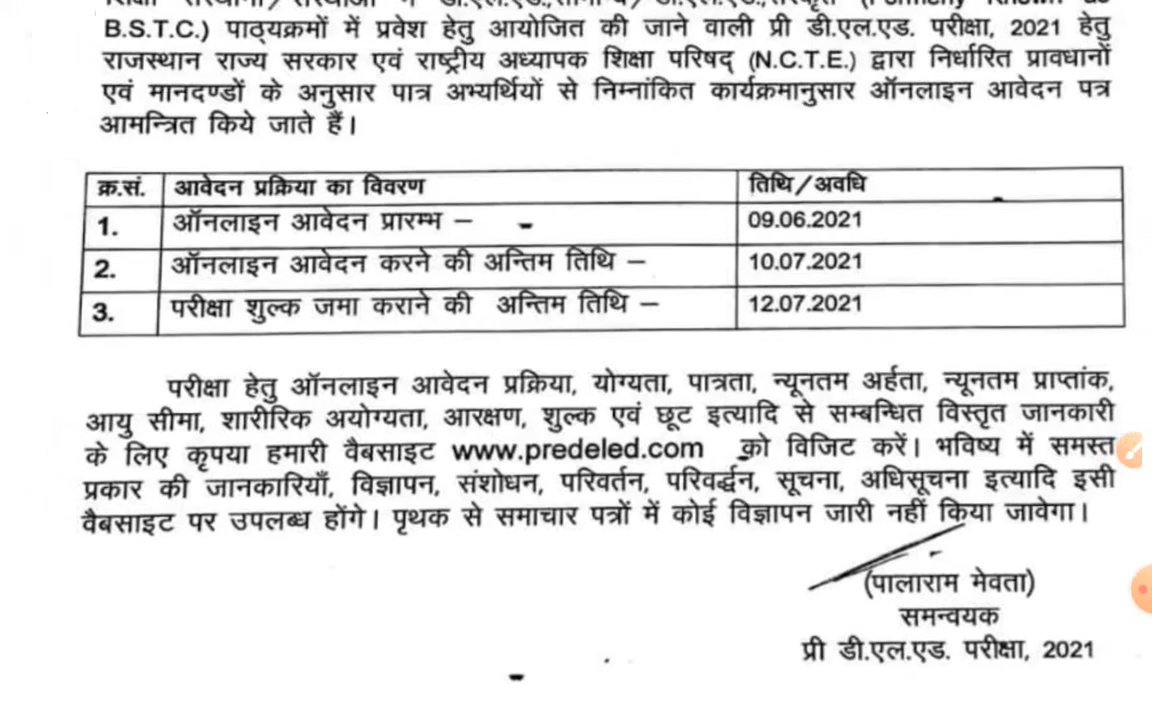 B.S.T.C.) पाठ्यक्रमों में प्रवेश हेतु आयोजित की जाने वाली प्री डी.एल.एड. परीक्षा, 2021 हेतु
राजस्थान राज्य सरकार एवं राष्ट्रीय अध्यापक शिक्षा परिषद् (N.C.T.E.) द्वारा निर्धारित प्रावधानों
एवं मानदण्डों के अनुसार पात्र अभ्यर्थियों से निम्नांकित कार्यक्रमानुसार ऑनलाइन आवेदन पत्र
आमन्त्रित किये जाते हैं।
क्र.सं. आवेदन प्रक्रिया का विवरण तिथि/अवधि
1. ऑनलाइन आवेदन प्रारम्भ – 09.06.2021
2. ऑनलाइन आवेदन करने की अन्तिम तिथि – 10.07.2021
3. परीक्षा शुल्क जमा कराने की अन्तिम तिथि – 12.07.2021
परीक्षा हेतु ऑनलाइन आवेदन प्रक्रिया, योग्यता, पात्रता, न्यूनतम अर्हता, न्यूनतम प्राप्तांक,
आयु सीमा, शारीरिक अयोग्यता, आरक्षण, शुल्क एवं छूट इत्यादि से सम्बन्धित विस्तृत जानकारी
के लिए कृपया हमारी वैबसाइट www.predeled.com को विजिट करें। भविष्य में समस्त
प्रकार की जानकारियाँ, विज्ञापन, संशोधन, परिवर्तन, परिवर्द्धन, सूचना, अधिसूचना इत्यादि इसी
वैबसाइट पर उपलब्ध होंगे। पृथक से समाचार पत्रों में कोई विज्ञापन जारी नहीं किया जावेगा।
(पालाराम मेवता)
समन्वयक
प्री डी.एल.एड. परीक्षा, 2021